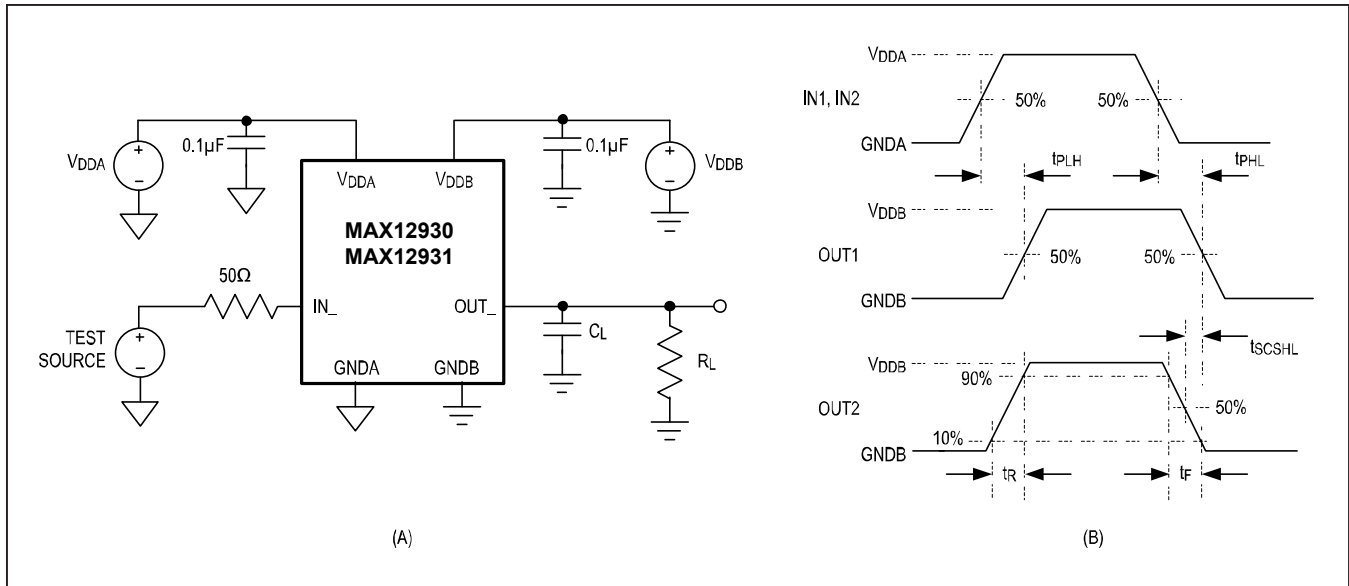 VDDA
0.1µF
0.1µF
VDDB
VDDA VDDB
MAX12930
MAX12931
50Ω
IN_ OUT_
TEST
SOURCE
CL
RL
GNDA GNDB
(A)
VDDA
IN1, IN2
50% 50%
GNDA
tPLH tPHL
VDDB
OUT1
50% 50%
GNDB
tSCSHL
VDDB
90%
OUT2
50%
10%
GNDB
tR tF
(B)